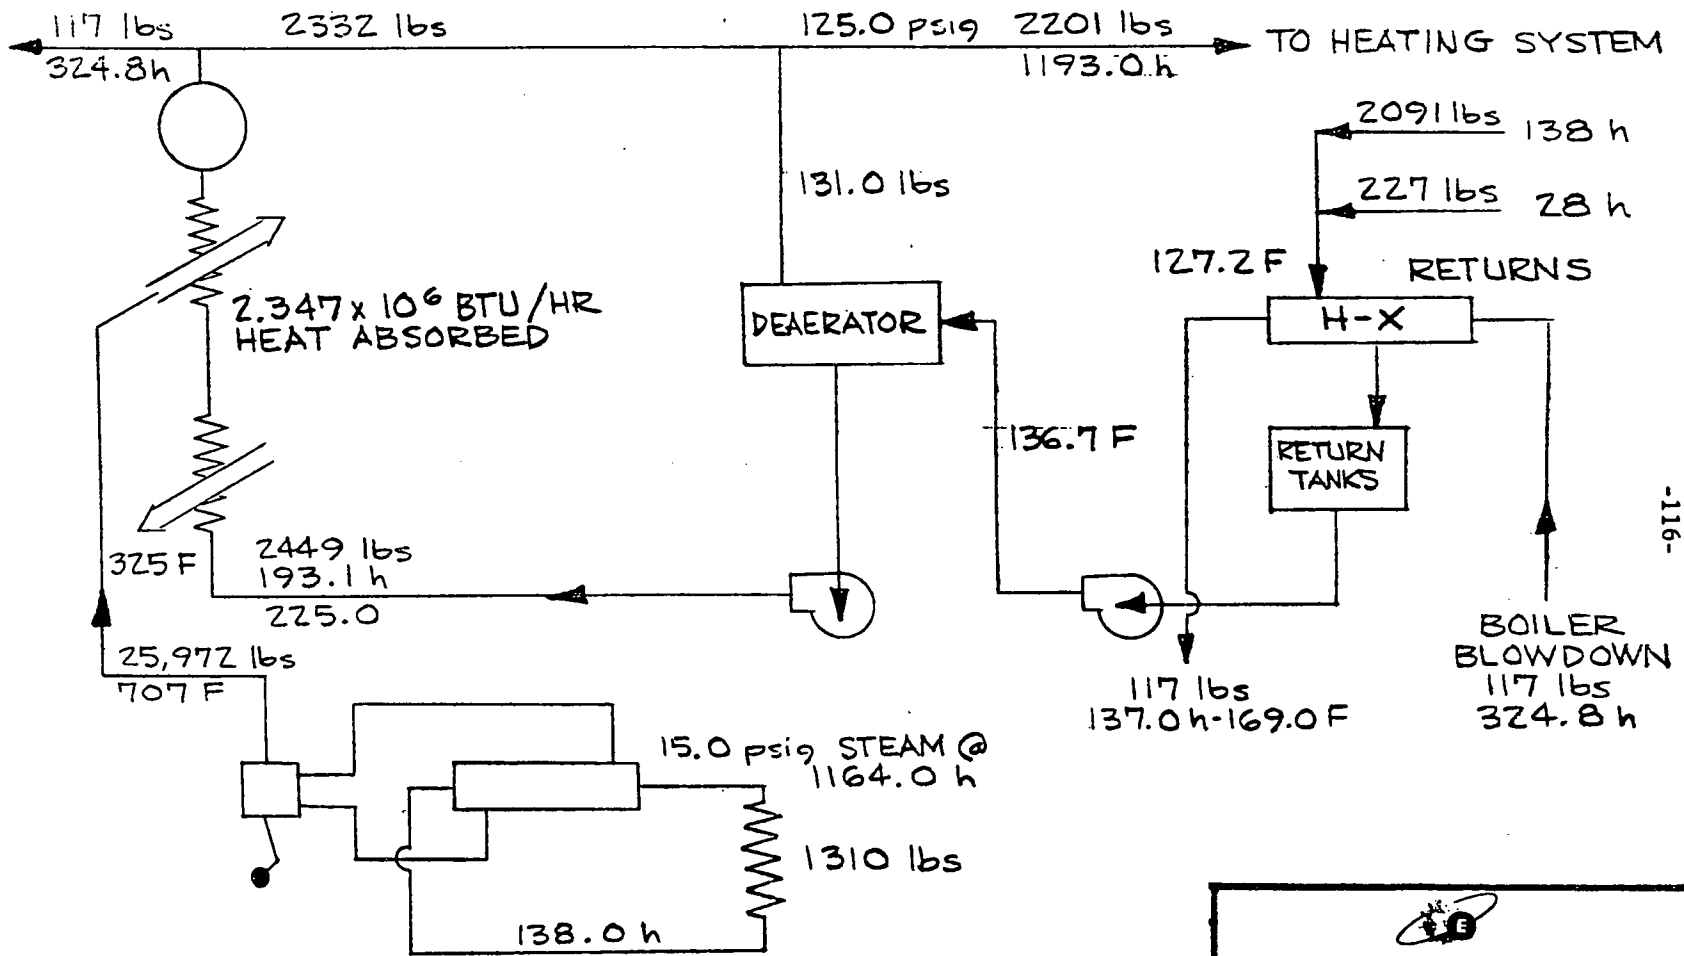 117 lbs
324.8h
2332 lbs
125.0 psig 2201 lbs
1193.0 h
TO HEATING SYSTEM
2091 lbs 138 h
227 lbs 28 h
131.0 lbs
127.2 F
RETURNS
H-X
2.347 x 10⁶ BTU/HR
HEAT ABSORBED
DEAERATOR
136.7 F
RETURN
TANKS
-116-
325 F
2449 lbs
193.1 h
225.0
25,972 lbs
707 F
BOILER
BLOWDOWN
117 lbs
324.8 h
117 lbs
137.0 h-169.0 F
15.0 psig STEAM @
1164.0 h
1310 lbs
138.0 h
E